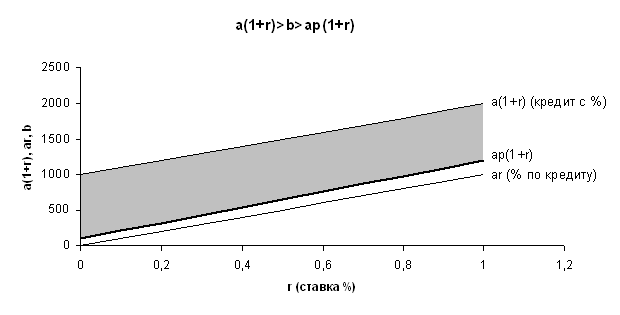 a(1+r)>b>ap(1+r)
2500
2000
1500
1000
500
0
a(1+r), ar, b
0
0,2
0,4
0,6
0,8
1
1,2
r (ставка %)
a(1+r) (кредит с %)
ap(1+r)
ar (% по кредиту)